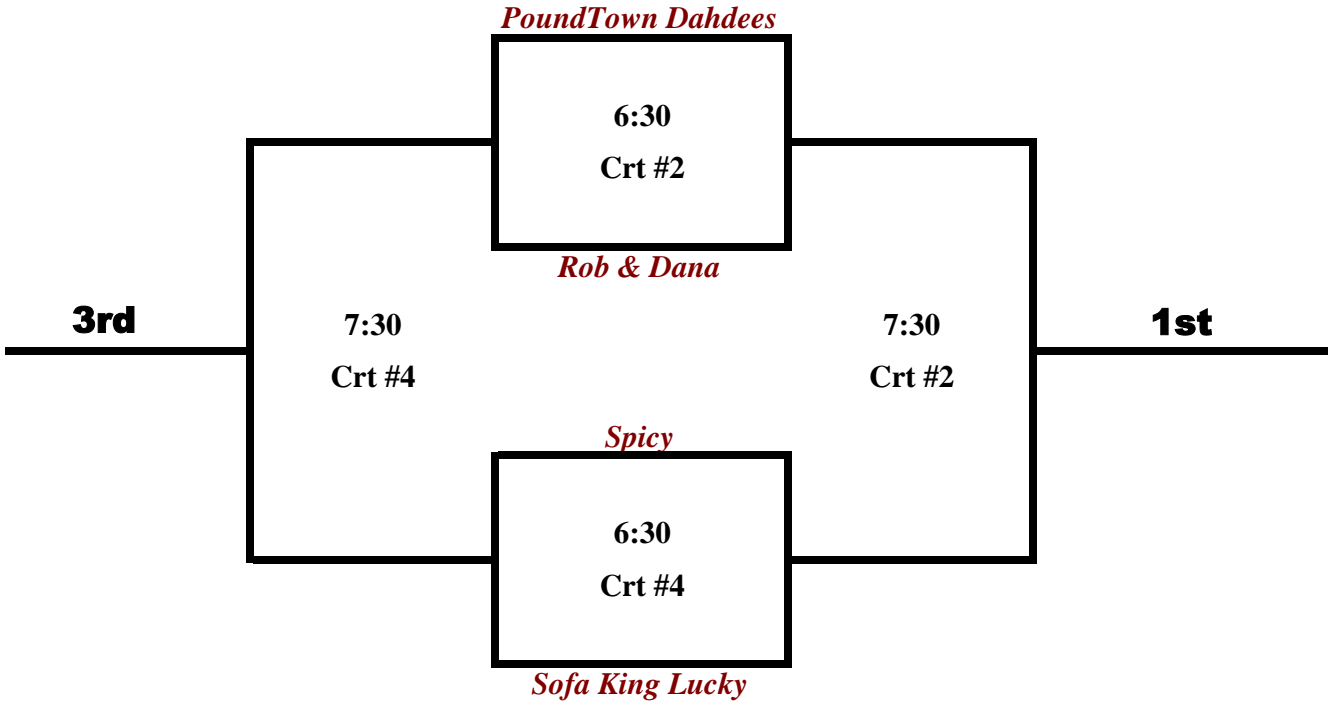 PoundTown Dahdees
6:30
Crt #2
Rob & Dana
3rd
7:30
Crt #4
7:30
Crt #2
1st
Spicy
6:30
Crt #4
Sofa King Lucky